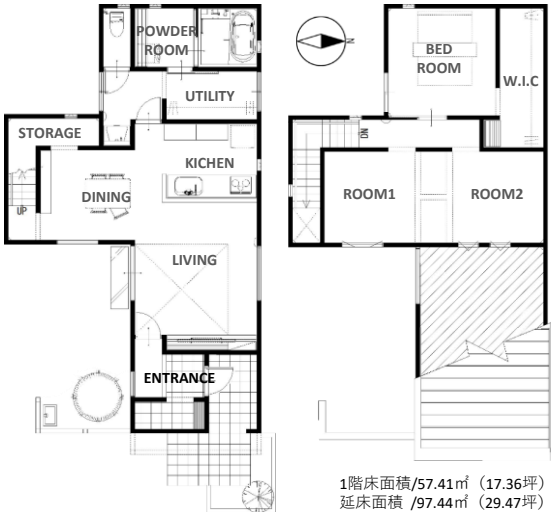 POWDER
ROOM
UTILITY
STORAGE
KICHEN
DINING
UP
LIVING
ENTRANCE
N
BED
ROOM
W.I.C
DN
ROOM1
ROOM2
1階床面積/57.41㎡（17.36坪）
延床面積 /97.44㎡（29.47坪）